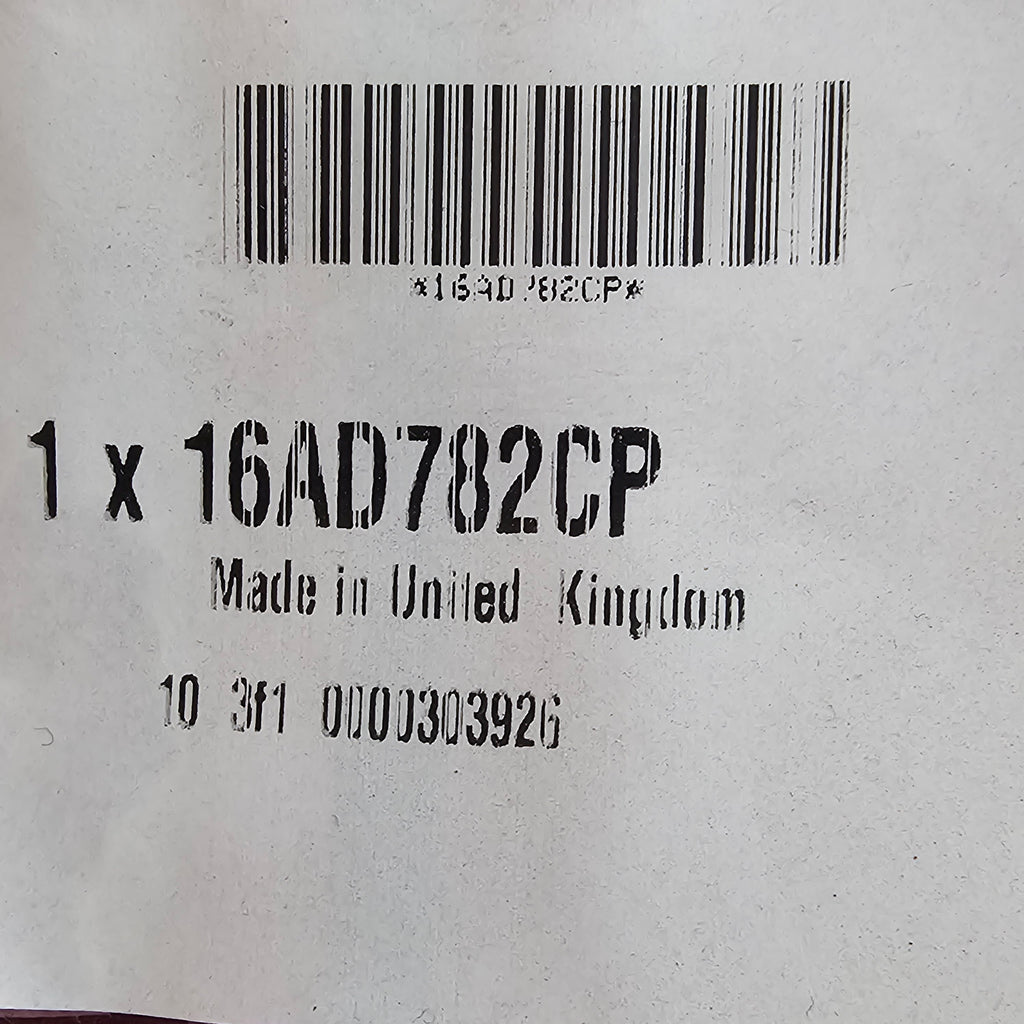 *16AD782CP*
1 x 16AD782CP
Made in United Kingdom
10 3f1 0000303926